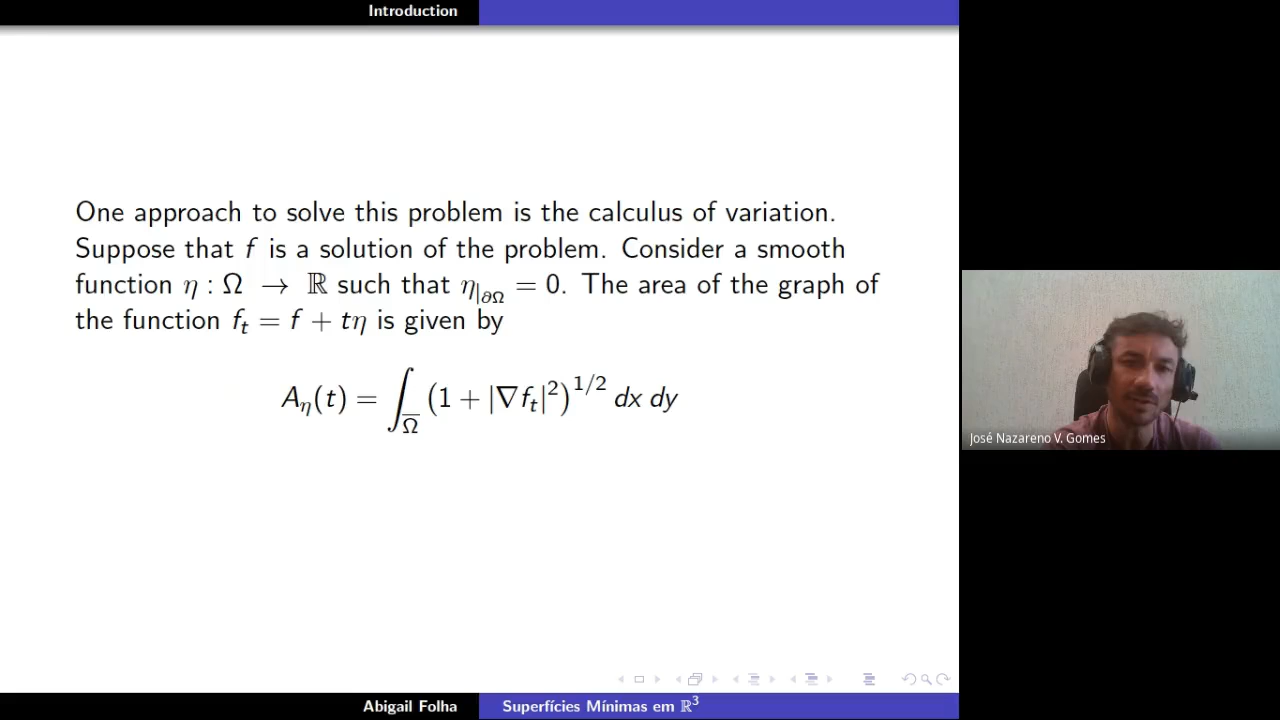 Introduction
One approach to solve this problem is the calculus of variation.
Suppose that f is a solution of the problem. Consider a smooth
function η : Ω → ℝ such that η|∂Ω = 0. The area of the graph of
the function fₜ = f + tη is given by
A_η(t) = ∫_Ω̅ (1 + |∇fₜ|²)^{1/2} dx dy
José Nazareno V. Gomes
Abigail Folha
Superfícies Mínimas em ℝ³